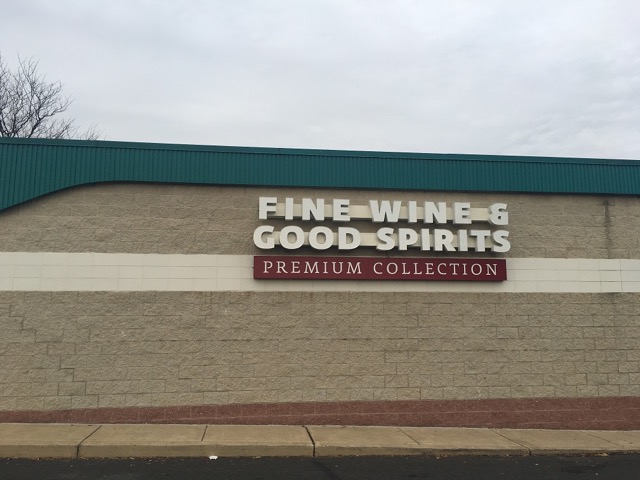 FINE WINE &
GOOD SPIRITS
PREMIUM COLLECTION